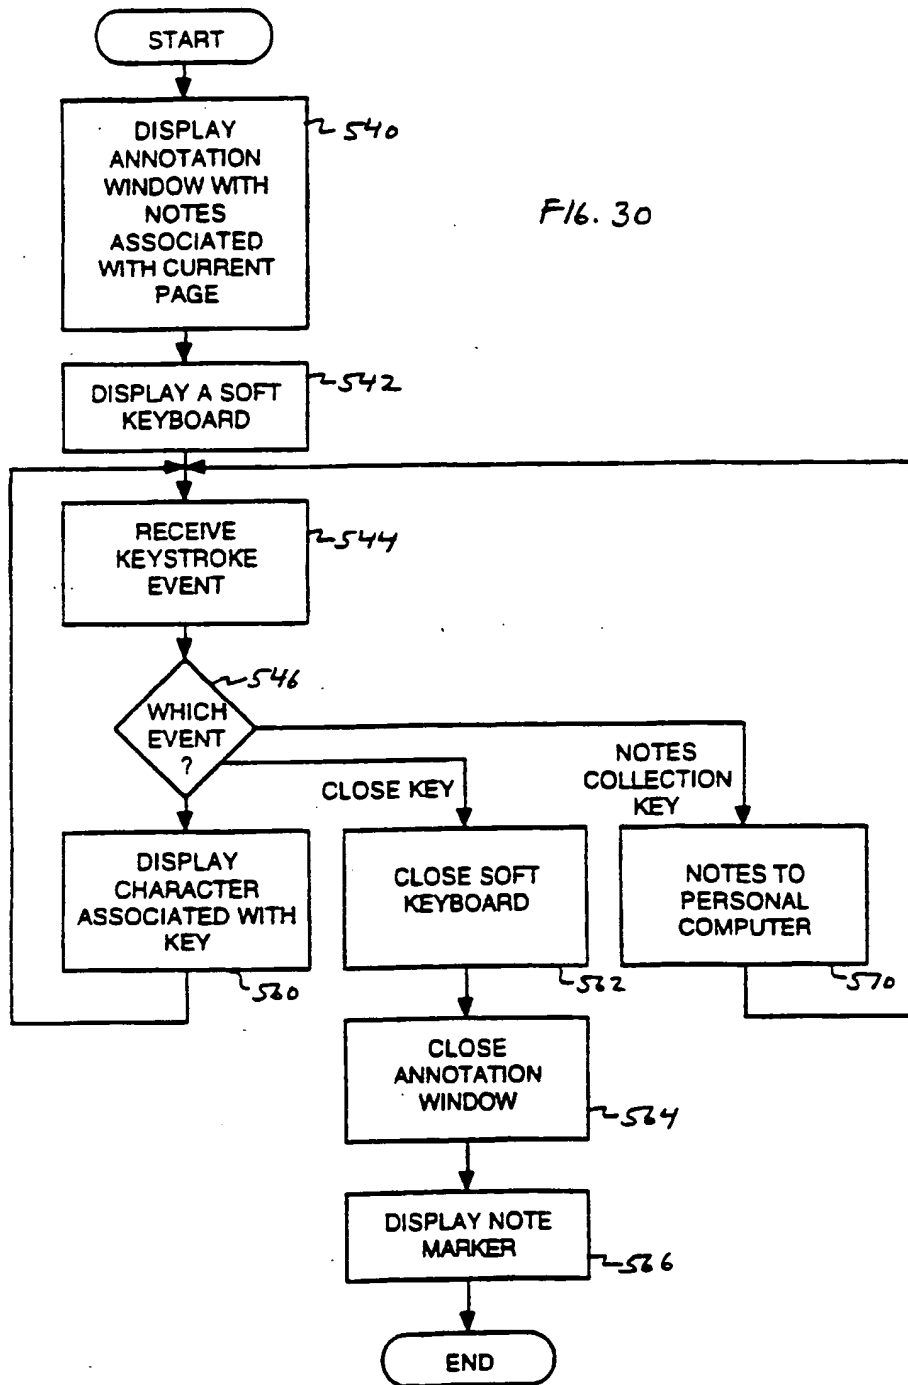 START
DISPLAY
ANNOTATION
WINDOW WITH
NOTES
ASSOCIATED
WITH CURRENT
PAGE
540
FIG. 30
DISPLAY A SOFT
KEYBOARD
542
RECEIVE
KEYSTROKE
EVENT
544
WHICH
EVENT
?
546
CLOSE KEY
NOTES
COLLECTION
KEY
DISPLAY
CHARACTER
ASSOCIATED WITH
KEY
560
CLOSE SOFT
KEYBOARD
562
NOTES TO
PERSONAL
COMPUTER
570
CLOSE
ANNOTATION
WINDOW
564
DISPLAY NOTE
MARKER
566
END